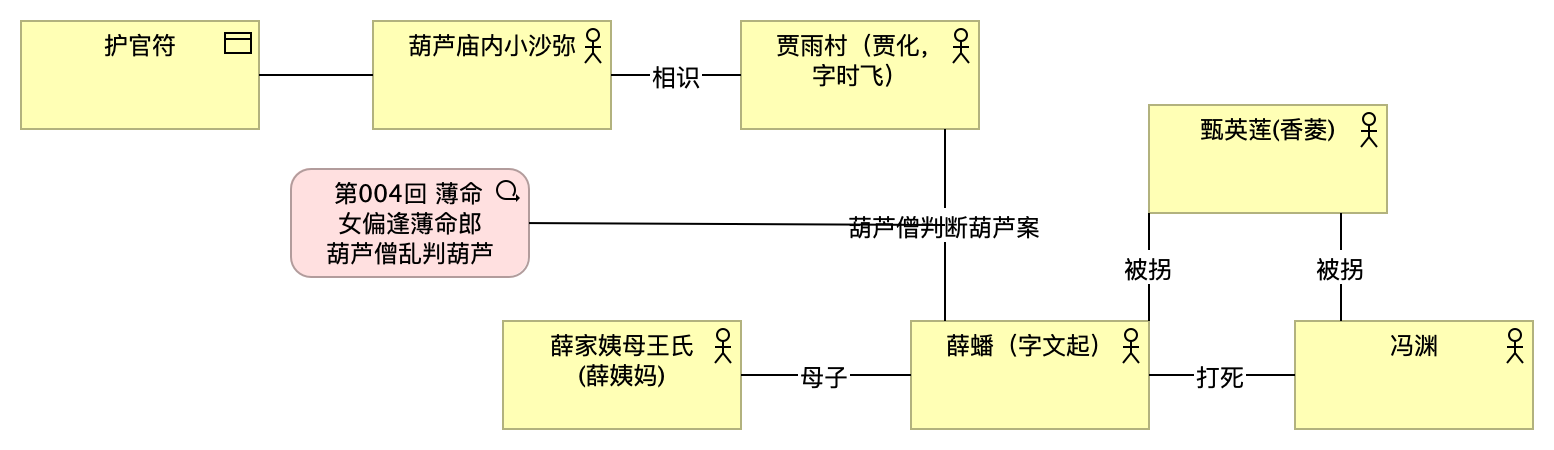 护官符
葫芦庙内小沙弥
相识
贾雨村（贾化，
字时飞）
甄英莲(香菱)
第004回 薄命
女偏逢薄命郎
葫芦僧乱判葫芦
葫芦僧判断葫芦案
被拐
被拐
薛家姨母王氏
(薛姨妈)
母子
薛蟠（字文起）
打死
冯渊